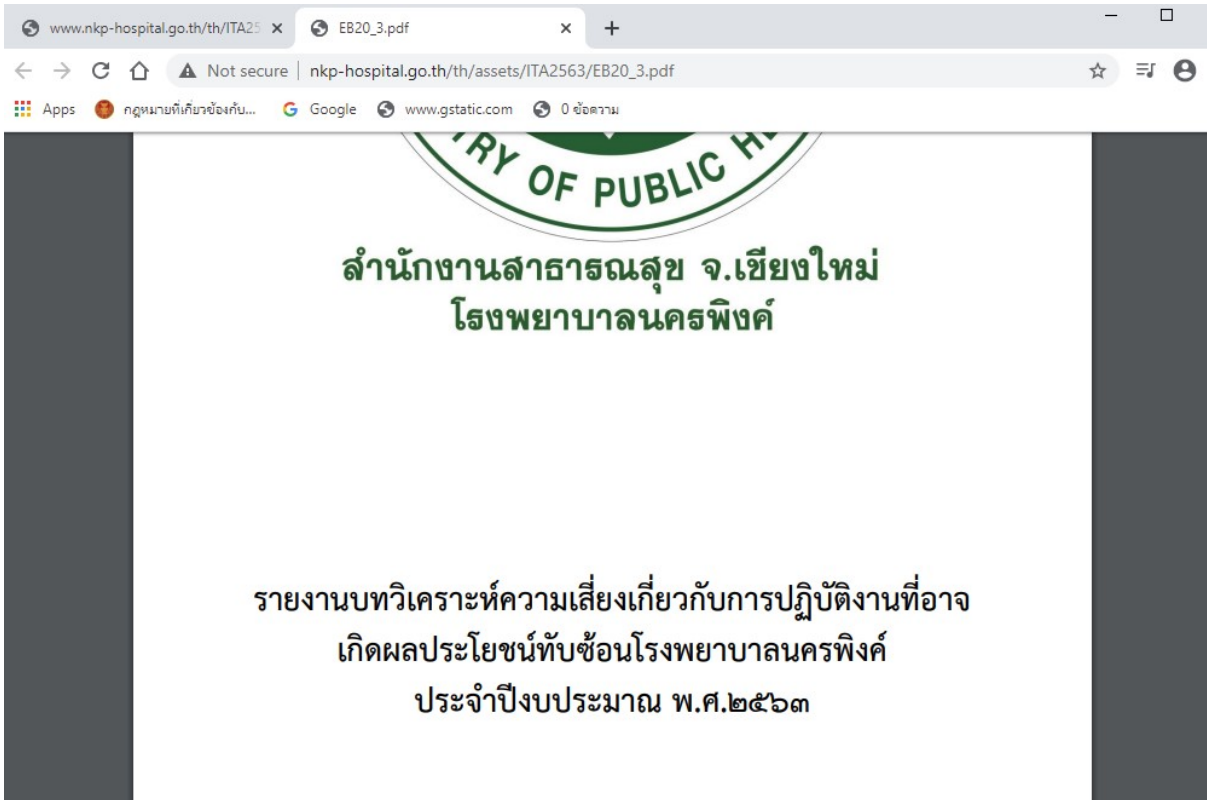 www.nkp-hospital.go.th/th/ITA25
EB20_3.pdf
Not secure | nkp-hospital.go.th/th/assets/ITA2563/EB20_3.pdf
Apps กฎหมายที่เกี่ยวข้องกับ... Google www.gstatic.com 0 ข้อความ
RY OF PUBLIC HE
สำนักงานสาธารณสุข จ.เชียงใหม่
โรงพยาบาลนครพิงค์
รายงานบทวิเคราะห์ความเสี่ยงเกี่ยวกับการปฏิบัติงานที่อาจ
เกิดผลประโยชน์ทับซ้อนโรงพยาบาลนครพิงค์
ประจำปีงบประมาณ พ.ศ.๒๕๖๓